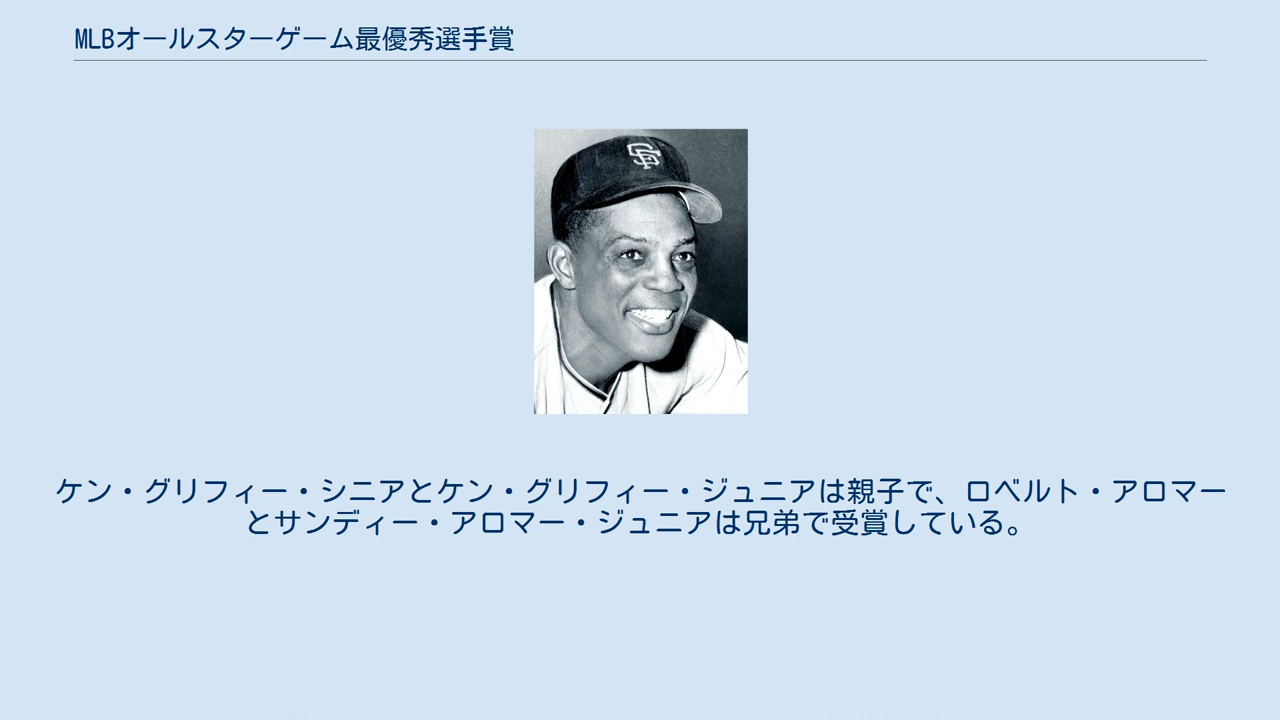 MLBオールスターゲーム最優秀選手賞
SF
ケン・グリフィー・シニアとケン・グリフィー・ジュニアは親子で、ロベルト・アロマー
とサンディー・アロマー・ジュニアは兄弟で受賞している。